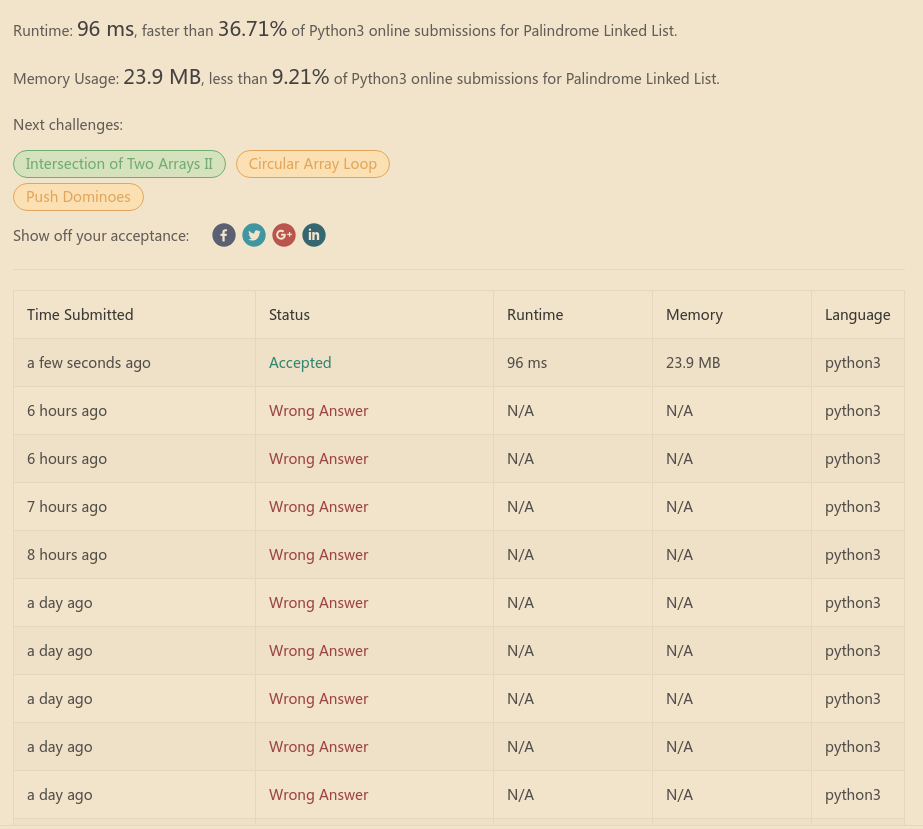 Runtime: 96 ms, faster than 36.71% of Python3 online submissions for Palindrome Linked List.
Memory Usage: 23.9 MB, less than 9.21% of Python3 online submissions for Palindrome Linked List.
Next challenges:
Intersection of Two Arrays II Circular Array Loop
Push Dominoes
Show off your acceptance: f G+ in
Time Submitted Status Runtime Memory Language
a few seconds ago Accepted 96 ms 23.9 MB python3
6 hours ago Wrong Answer N/A N/A python3
6 hours ago Wrong Answer N/A N/A python3
7 hours ago Wrong Answer N/A N/A python3
8 hours ago Wrong Answer N/A N/A python3
a day ago Wrong Answer N/A N/A python3
a day ago Wrong Answer N/A N/A python3
a day ago Wrong Answer N/A N/A python3
a day ago Wrong Answer N/A N/A python3
a day ago Wrong Answer N/A N/A python3